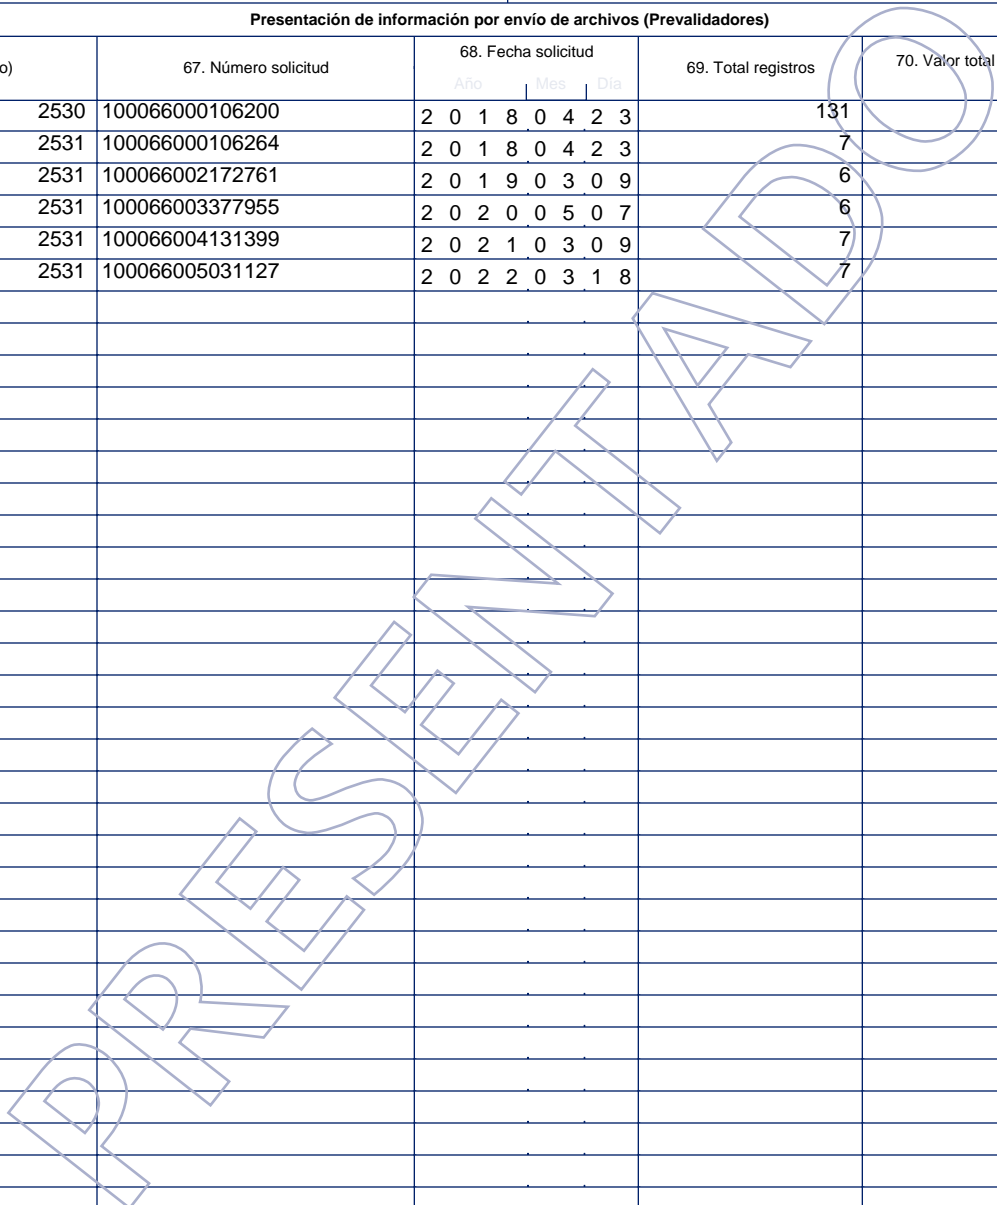 Presentación de información por envío de archivos (Prevalidadores)
o) 67. Número solicitud 68. Fecha solicitud 69. Total registros 70. Valor total
Año Mes Día
2530 100066000106200 2 0 1 8 0 4 2 3 131
2531 100066000106264 2 0 1 8 0 4 2 3 7
2531 100066002172761 2 0 1 9 0 3 0 9 6
2531 100066003377955 2 0 2 0 0 5 0 7 6
2531 100066004131399 2 0 2 1 0 3 0 9 7
2531 100066005031127 2 0 2 2 0 3 1 8 7
PRESENTADO